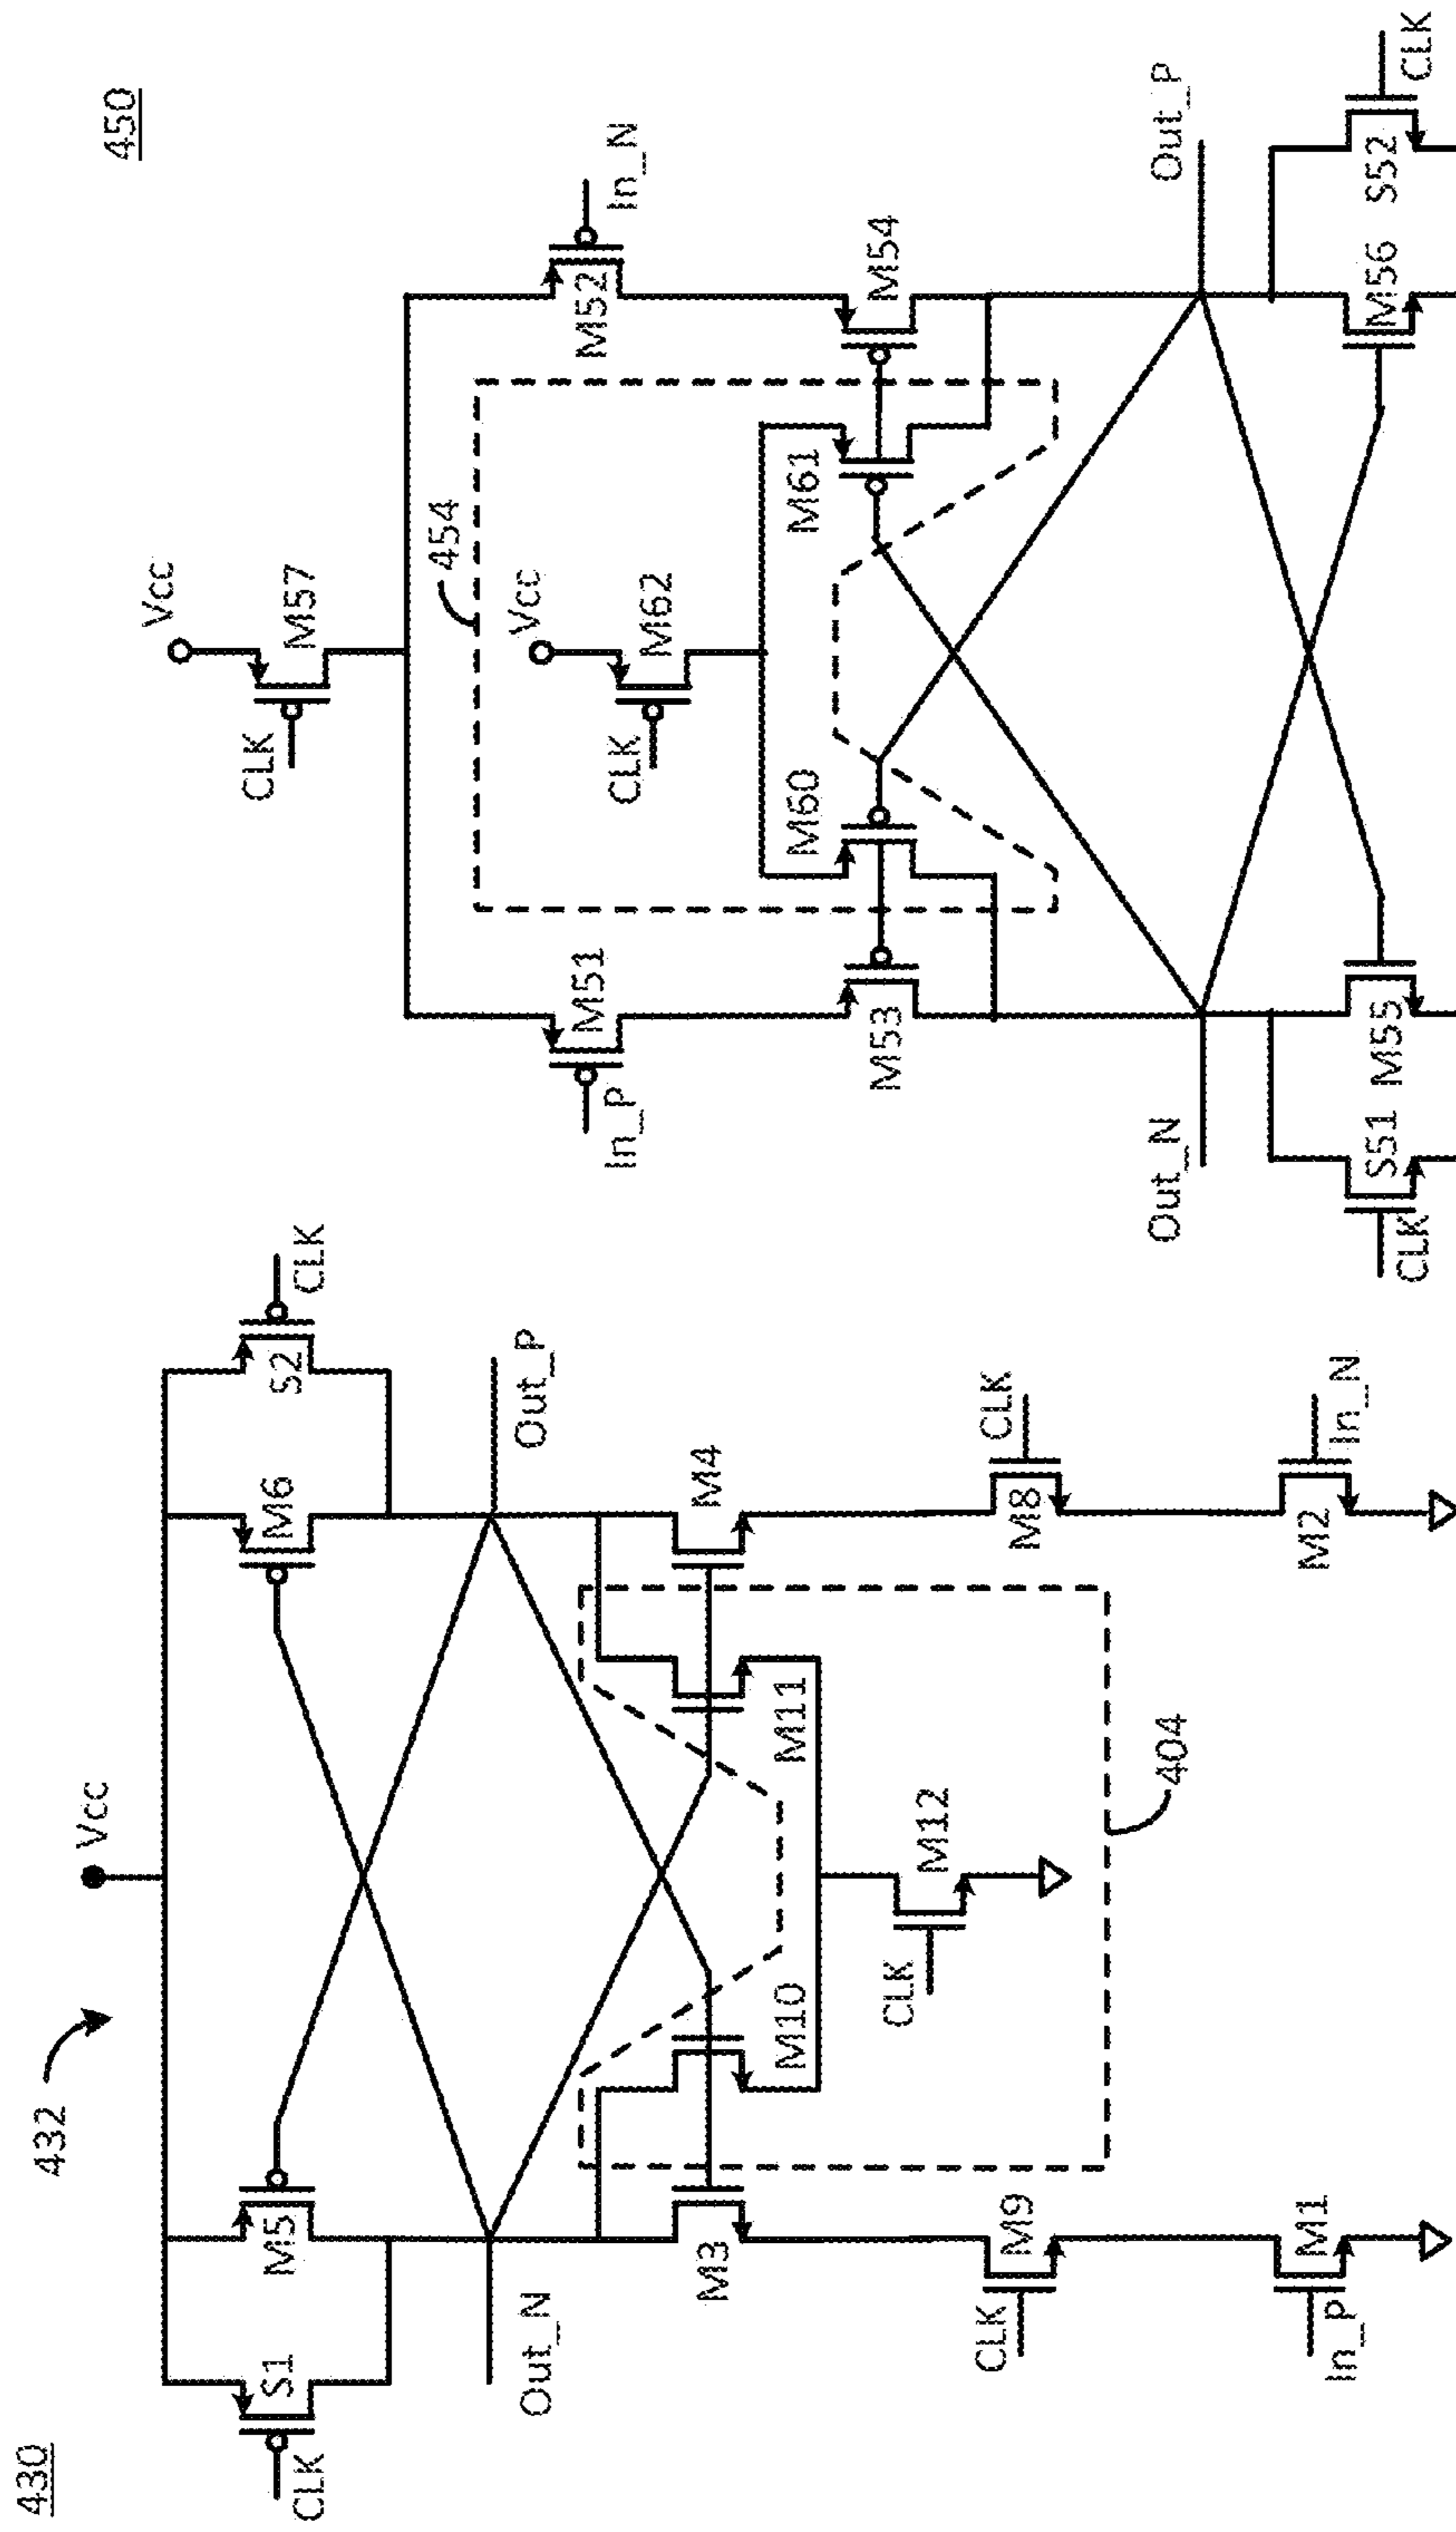 430
432
Vcc
CLK
S1
M5
M6
S2
CLK
Out_N
Out_P
M3
M10
M11
M4
CLK
M12
CLK
M9
M8
CLK
404
In_P
M1
M2
In_N
450
Vcc
CLK
M57
454
In_P
M51
Vcc
M52
In_N
CLK
M62
M53
M60
M61
M54
Out_N
Out_P
CLK
S51
M55
M56
S52
CLK